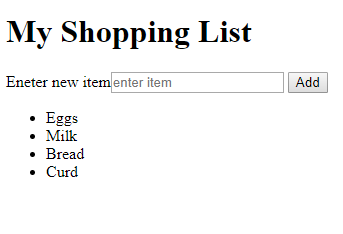 My Shopping List
Eneter new item enter item Add
Eggs
Milk
Bread
Curd